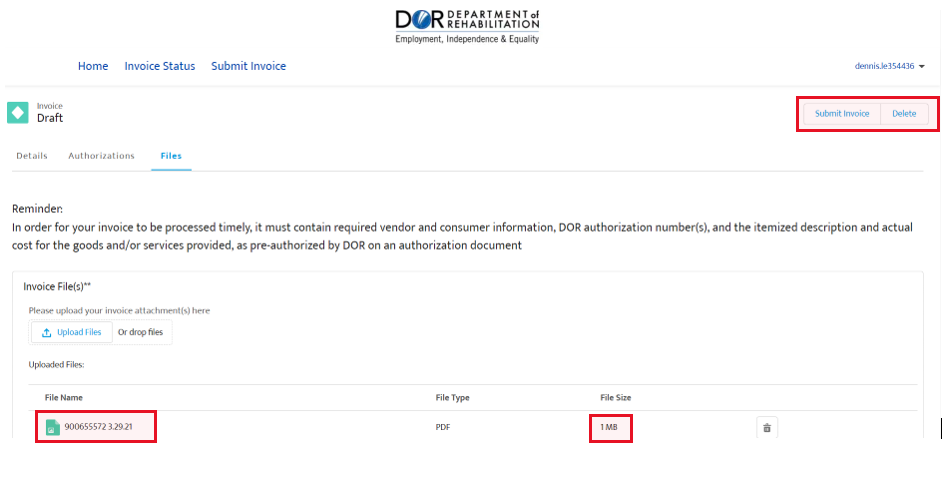 DOR DEPARTMENT of
REHABILITATION
Employment, Independence & Equality
Home Invoice Status Submit Invoice dennis.le354436
Invoice
Draft
Submit Invoice Delete
Details Authorizations Files
Reminder:
In order for your invoice to be processed timely, it must contain required vendor and consumer information, DOR authorization number(s), and the itemized description and actual
cost for the goods and/or services provided, as pre-authorized by DOR on an authorization document
Invoice File(s)**
Please upload your invoice attachment(s) here
Upload Files Or drop files
Uploaded Files:
File Name File Type File Size
900655572 3.29.21 PDF 1 MB